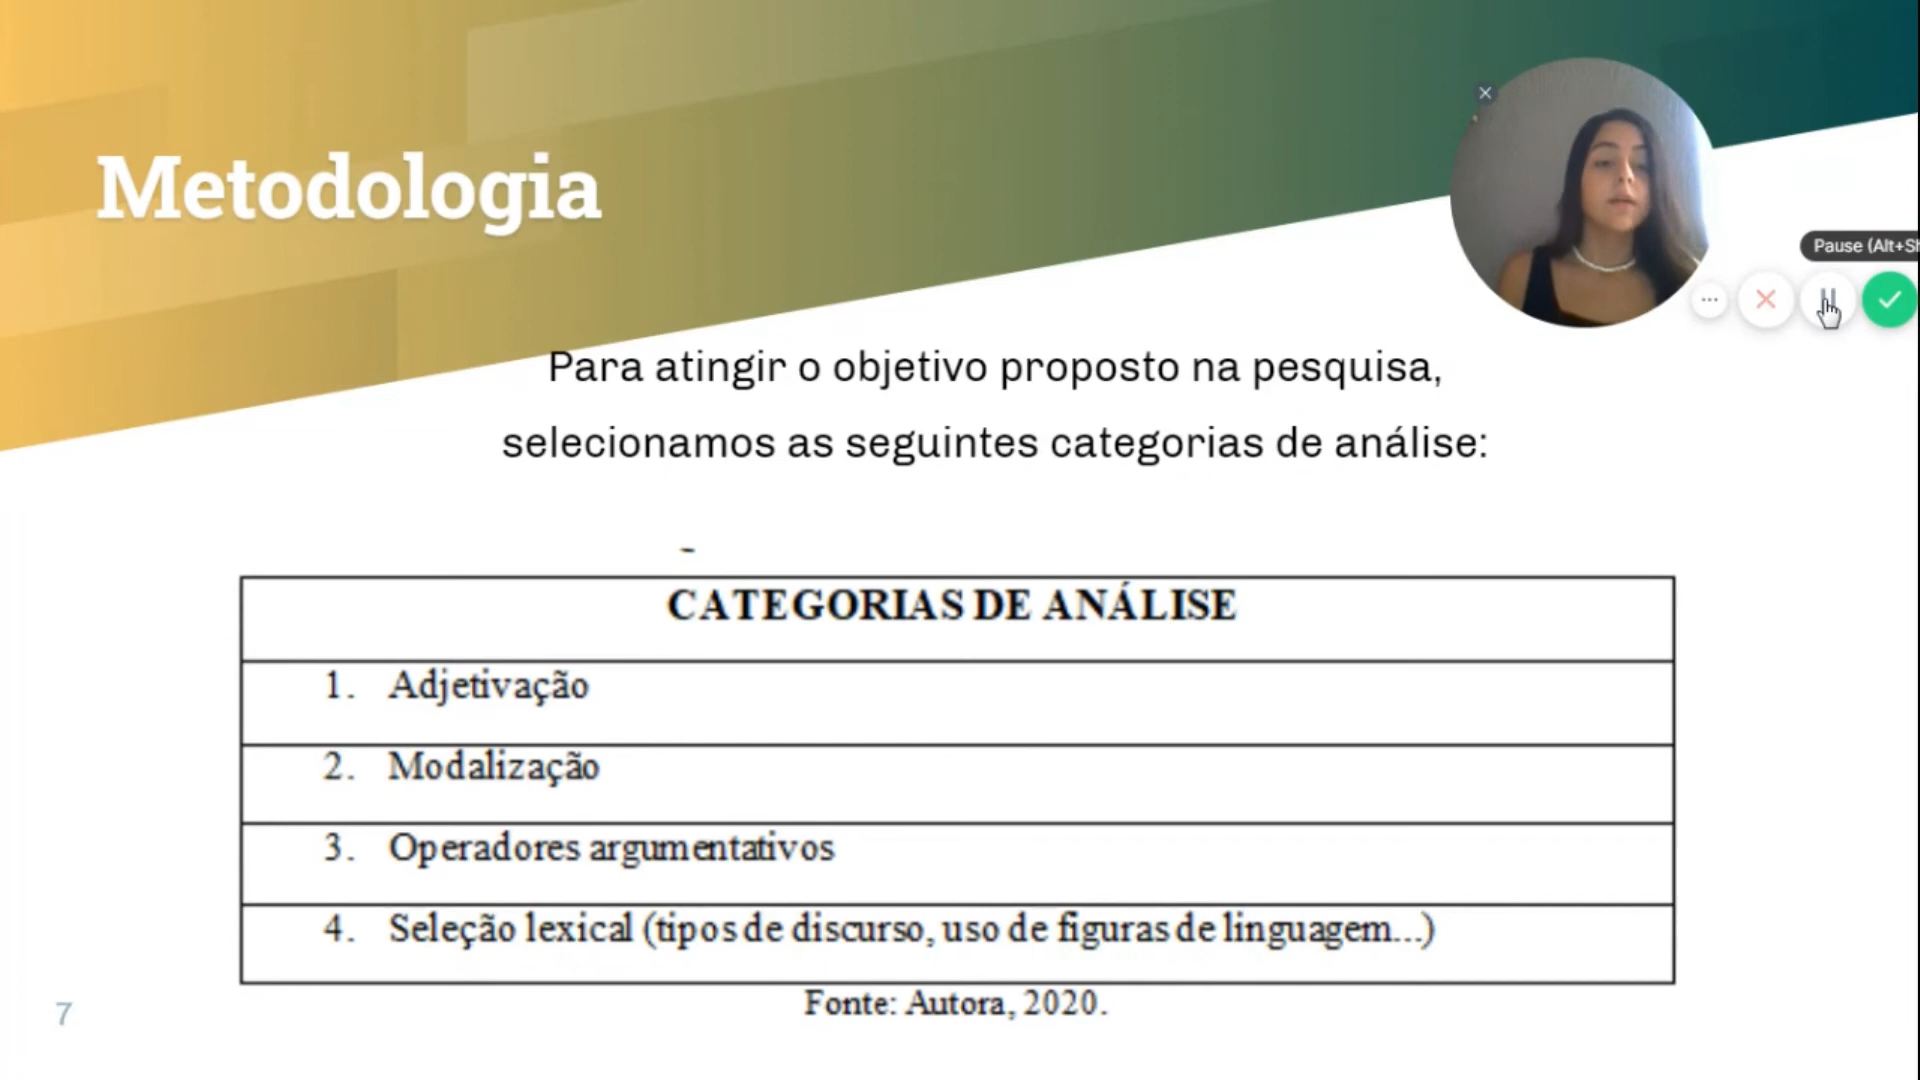 Metodologia
Pause (Alt+Sh
Para atingir o objetivo proposto na pesquisa,
selecionamos as seguintes categorias de análise:
CATEGORIAS DE ANÁLISE
1. Adjetivação
2. Modalização
3. Operadores argumentativos
4. Seleção lexical (tipos de discurso, uso de figuras de linguagem...)
Fonte: Autora, 2020.
7